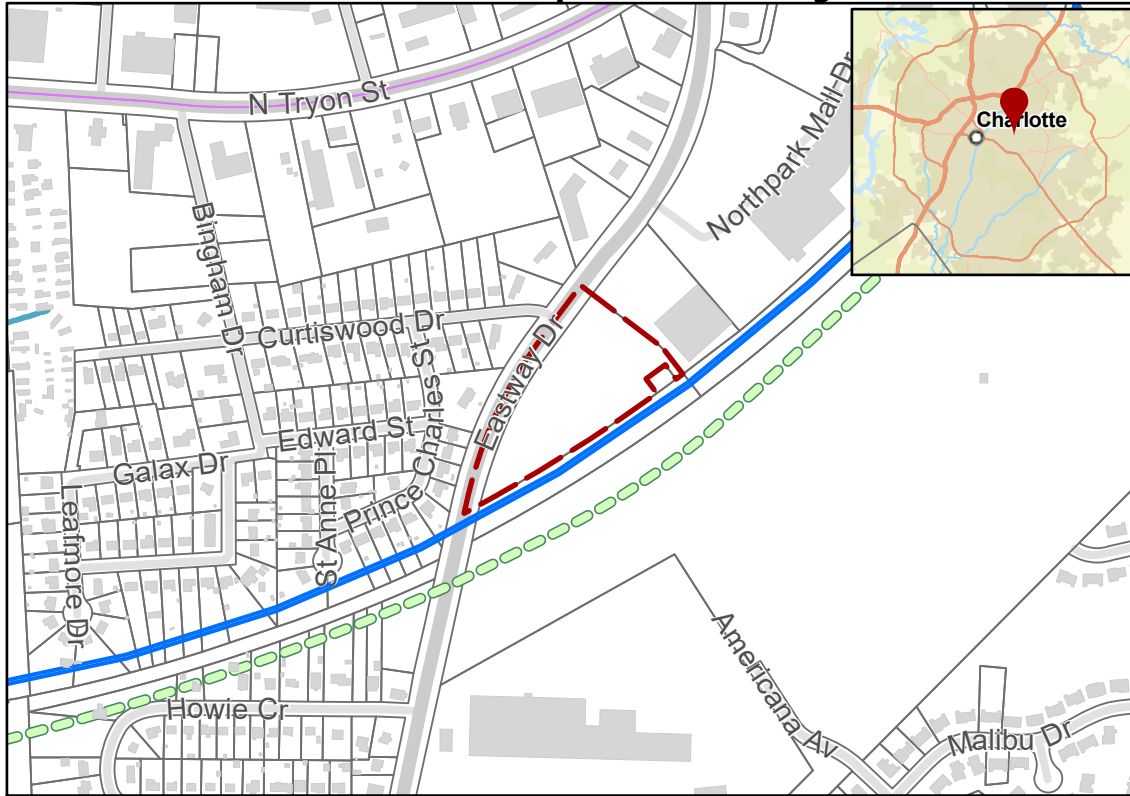 N Tryon St
Northpark Mall Dr
Charlotte
Bingham Dr
Curtiswood Dr
Eastway Dr
Prince Charles St
Edward St
Galax Dr
St Anne Pl
Leafmore Dr
Howie Cr
Americana Av
Malibu Dr